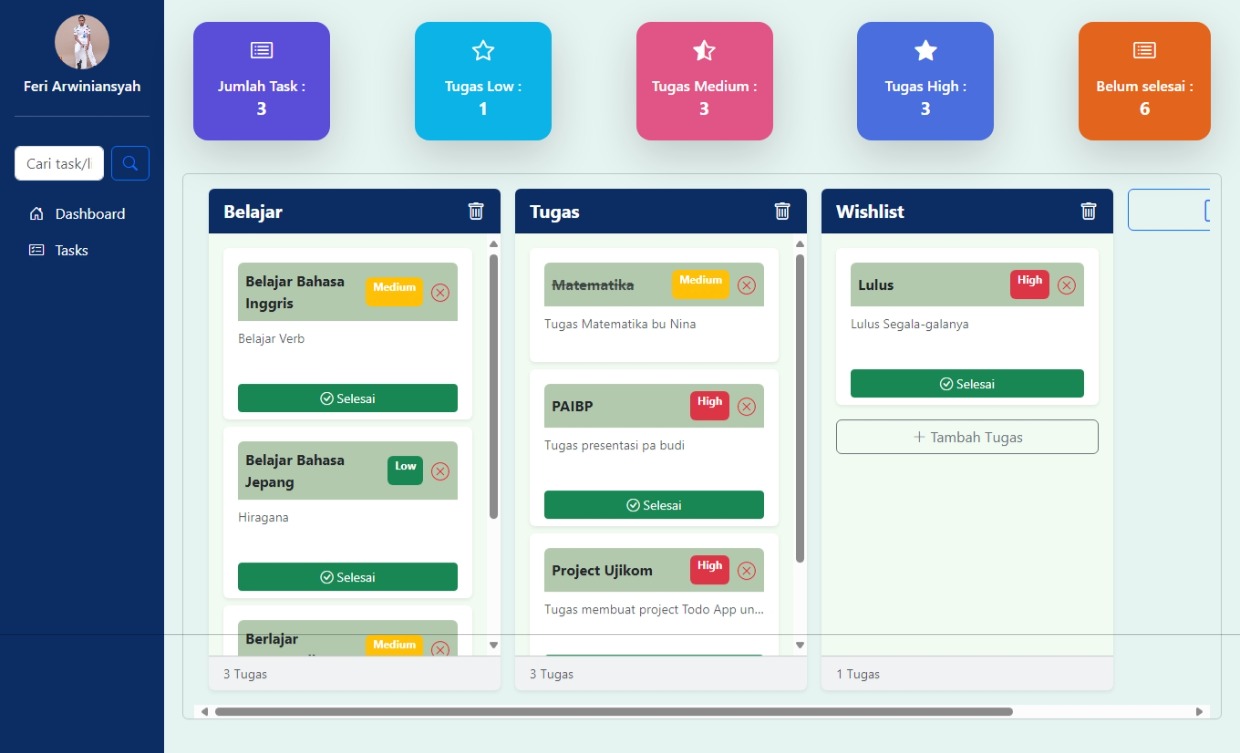 Feri Arwiniansyah
Cari task/l
Dashboard
Tasks
Jumlah Task :
3
Tugas Low :
1
Tugas Medium :
3
Tugas High :
3
Belum selesai :
6
Belajar
Belajar Bahasa
Inggris
Medium
Belajar Verb
Selesai
Belajar Bahasa
Jepang
Low
Hiragana
Selesai
Berlajar
Medium
3 Tugas
Tugas
Matematika
Medium
Tugas Matematika bu Nina
PAIBP
High
Tugas presentasi pa budi
Selesai
Project Ujikom
High
Tugas membuat project Todo App un...
3 Tugas
Wishlist
Lulus
High
Lulus Segala-galanya
Selesai
+ Tambah Tugas
1 Tugas